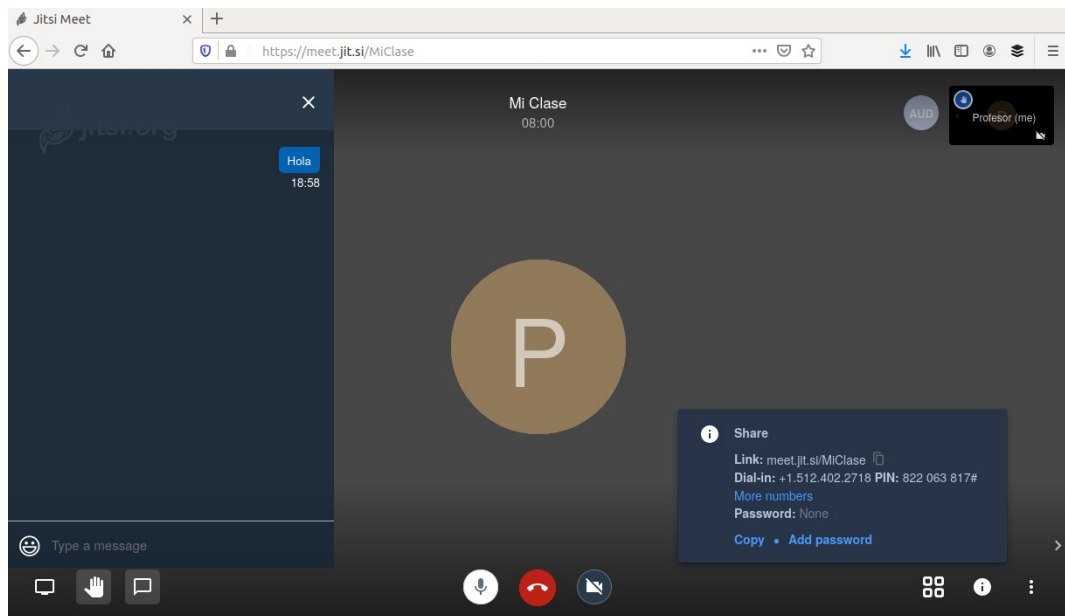 Jitsi Meet
https://meet.jit.si/MiClase
jitsi.org
Mi Clase
08:00
AUD
Profesor (me)
Hola
18:58
P
Share
Link: meet.jit.si/MiClase
Dial-in: +1.512.402.2718 PIN: 822 063 817#
More numbers
Password: None
Copy • Add password
Type a message